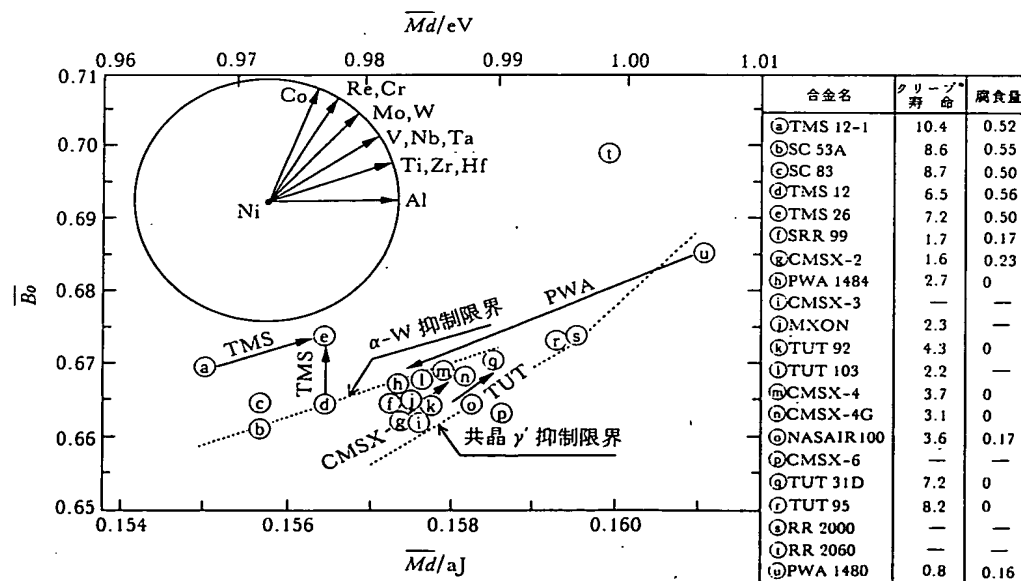 M̅d̅/eV
0.96 0.97 0.98 0.99 1.00 1.01
0.71
0.70
0.69
0.68
0.67
0.66
0.65
B̅o̅
Co
Re,Cr
Mo,W
V,Nb,Ta
Ti,Zr,Hf
Al
Ni
ⓣ
ⓤ
PWA
α-W 抑制限界
TMS
ⓔ
ⓐ
TMS
ⓡ ⓢ
ⓗ ⓛ ⓜ ⓝ ⓠ
TUT
ⓒ ⓓ ⓕ ⓙ ⓚ ⓞ
ⓑ ⓖ ⓘ ⓟ
CMSX
共晶 γ′ 抑制限界
0.154 0.156 0.158 0.160
M̅d̅/aJ
合金名 クリープ* 寿命 腐食量
ⓐTMS 12-1 10.4 0.52
ⓑSC 53A 8.6 0.55
ⓒSC 83 8.7 0.50
ⓓTMS 12 6.5 0.56
ⓔTMS 26 7.2 0.50
ⓕSRR 99 1.7 0.17
ⓖCMSX-2 1.6 0.23
ⓗPWA 1484 2.7 0
ⓘCMSX-3 — —
ⓙMXON 2.3 —
ⓚTUT 92 4.3 0
ⓛTUT 103 2.2 —
ⓜCMSX-4 3.7 0
ⓝCMSX-4G 3.1 0
ⓞNASAIR100 3.6 0.17
ⓟCMSX-6 — —
ⓠTUT 31D 7.2 0
ⓡTUT 95 8.2 0
ⓢRR 2000 — —
ⓣRR 2060 — —
ⓤPWA 1480 0.8 0.16